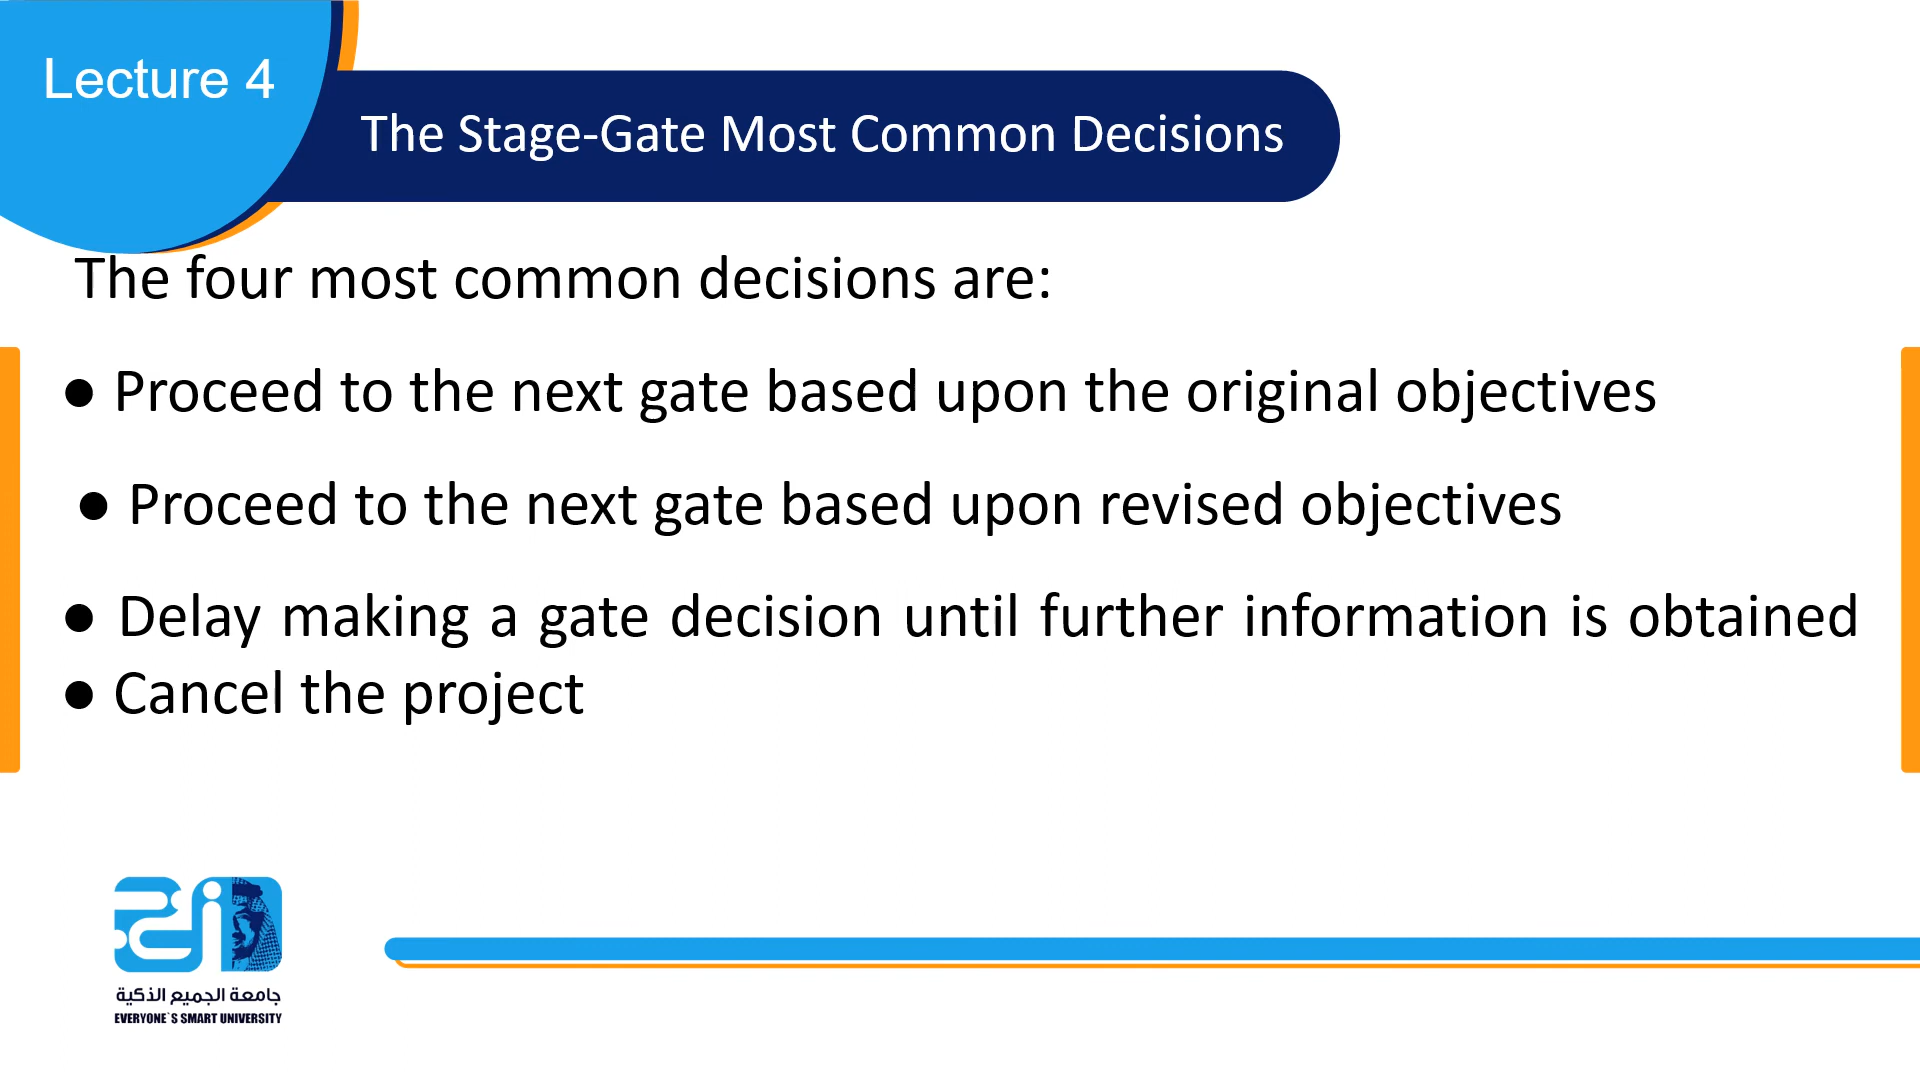 Lecture 4
The Stage-Gate Most Common Decisions
The four most common decisions are:
● Proceed to the next gate based upon the original objectives
● Proceed to the next gate based upon revised objectives
● Delay making a gate decision until further information is obtained
● Cancel the project
جامعة الجميع الذكية
EVERYONE`S SMART UNIVERSITY